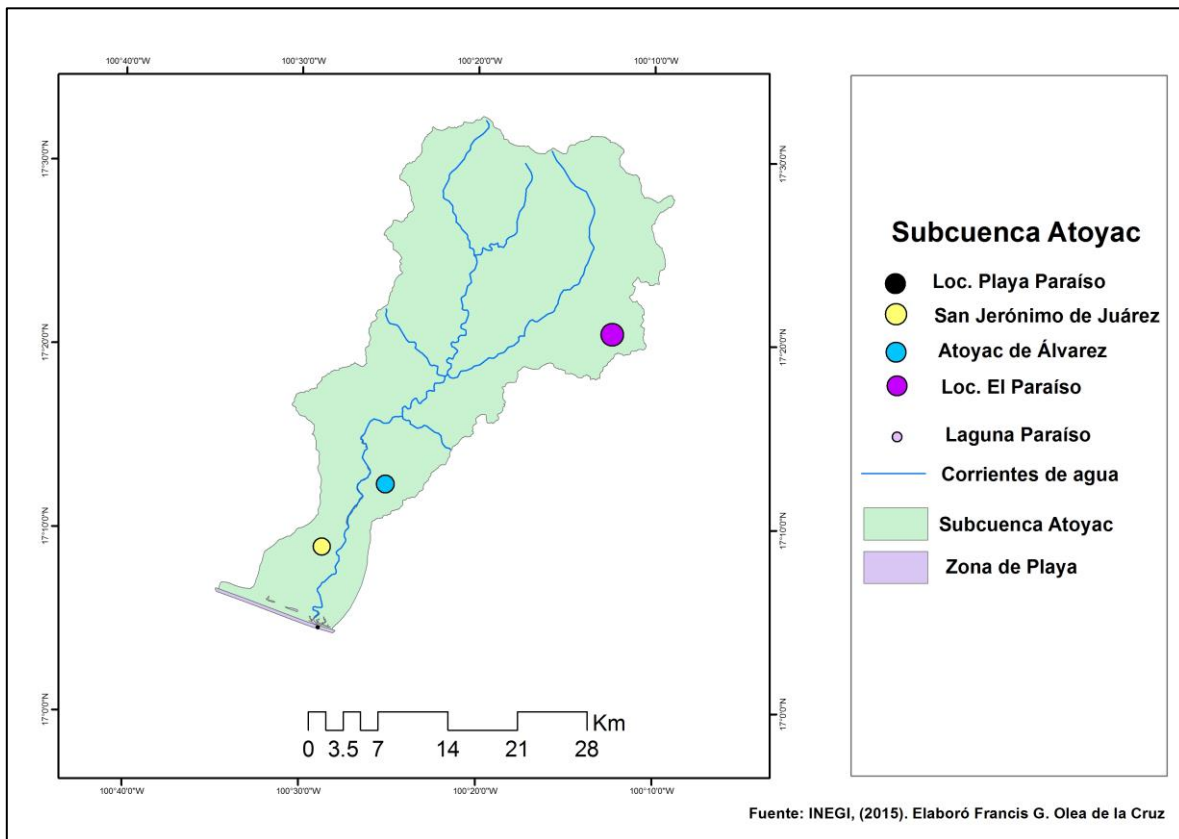 100°40'0"W 100°30'0"W 100°20'0"W 100°10'0"W
17°30'0"N 17°30'0"N
17°20'0"N 17°20'0"N
17°10'0"N 17°10'0"N
17°0'0"N 17°0'0"N
Km
0 3.5 7 14 21 28
100°40'0"W 100°30'0"W 100°20'0"W 100°10'0"W
Subcuenca Atoyac
Loc. Playa Paraíso
San Jerónimo de Juárez
Atoyac de Álvarez
Loc. El Paraíso
Laguna Paraíso
Corrientes de agua
Subcuenca Atoyac
Zona de Playa
Fuente: INEGI, (2015). Elaboró Francis G. Olea de la Cruz